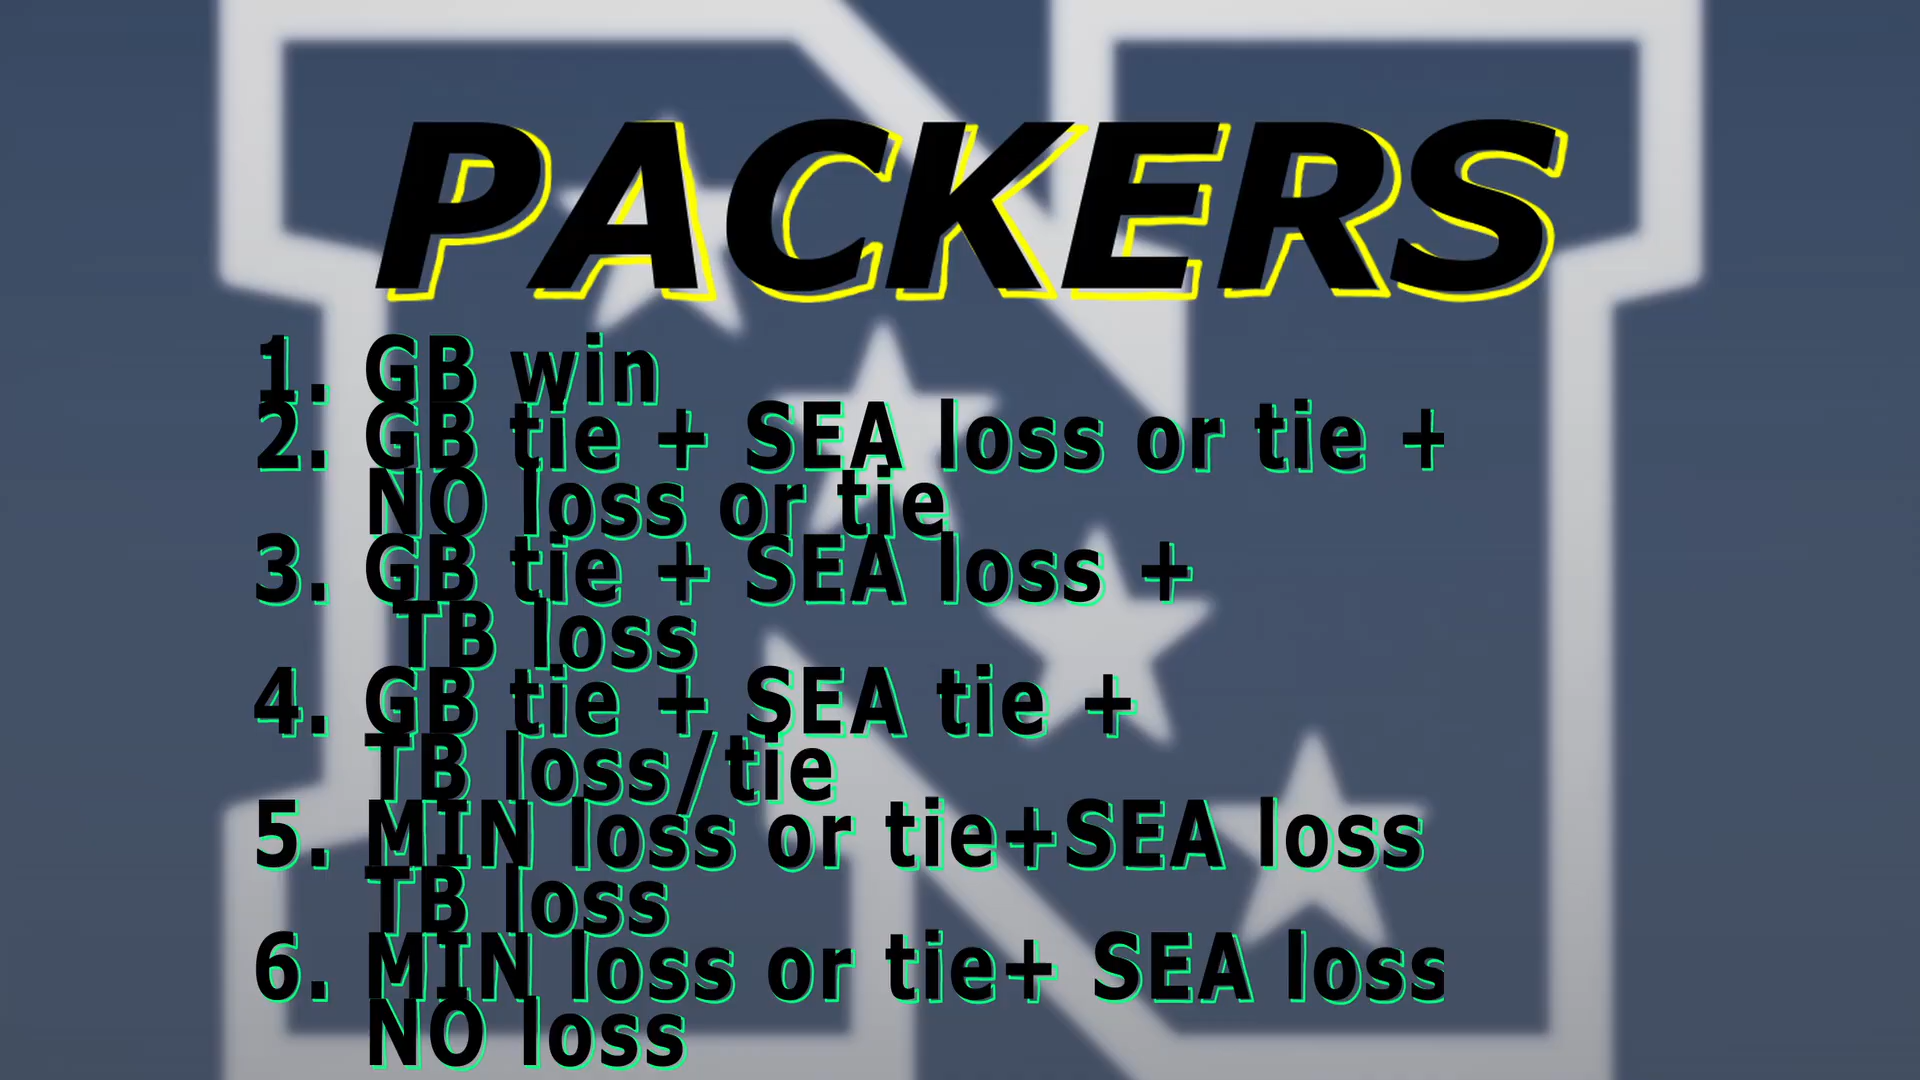 PACKERS
1. GB win
2. GB tie + SEA loss or tie +
NO loss or tie
3. GB tie + SEA loss +
TB loss
4. GB tie + SEA tie +
TB loss/tie
5. MIN loss or tie+SEA loss
TB loss
6. MIN loss or tie+ SEA loss
NO loss